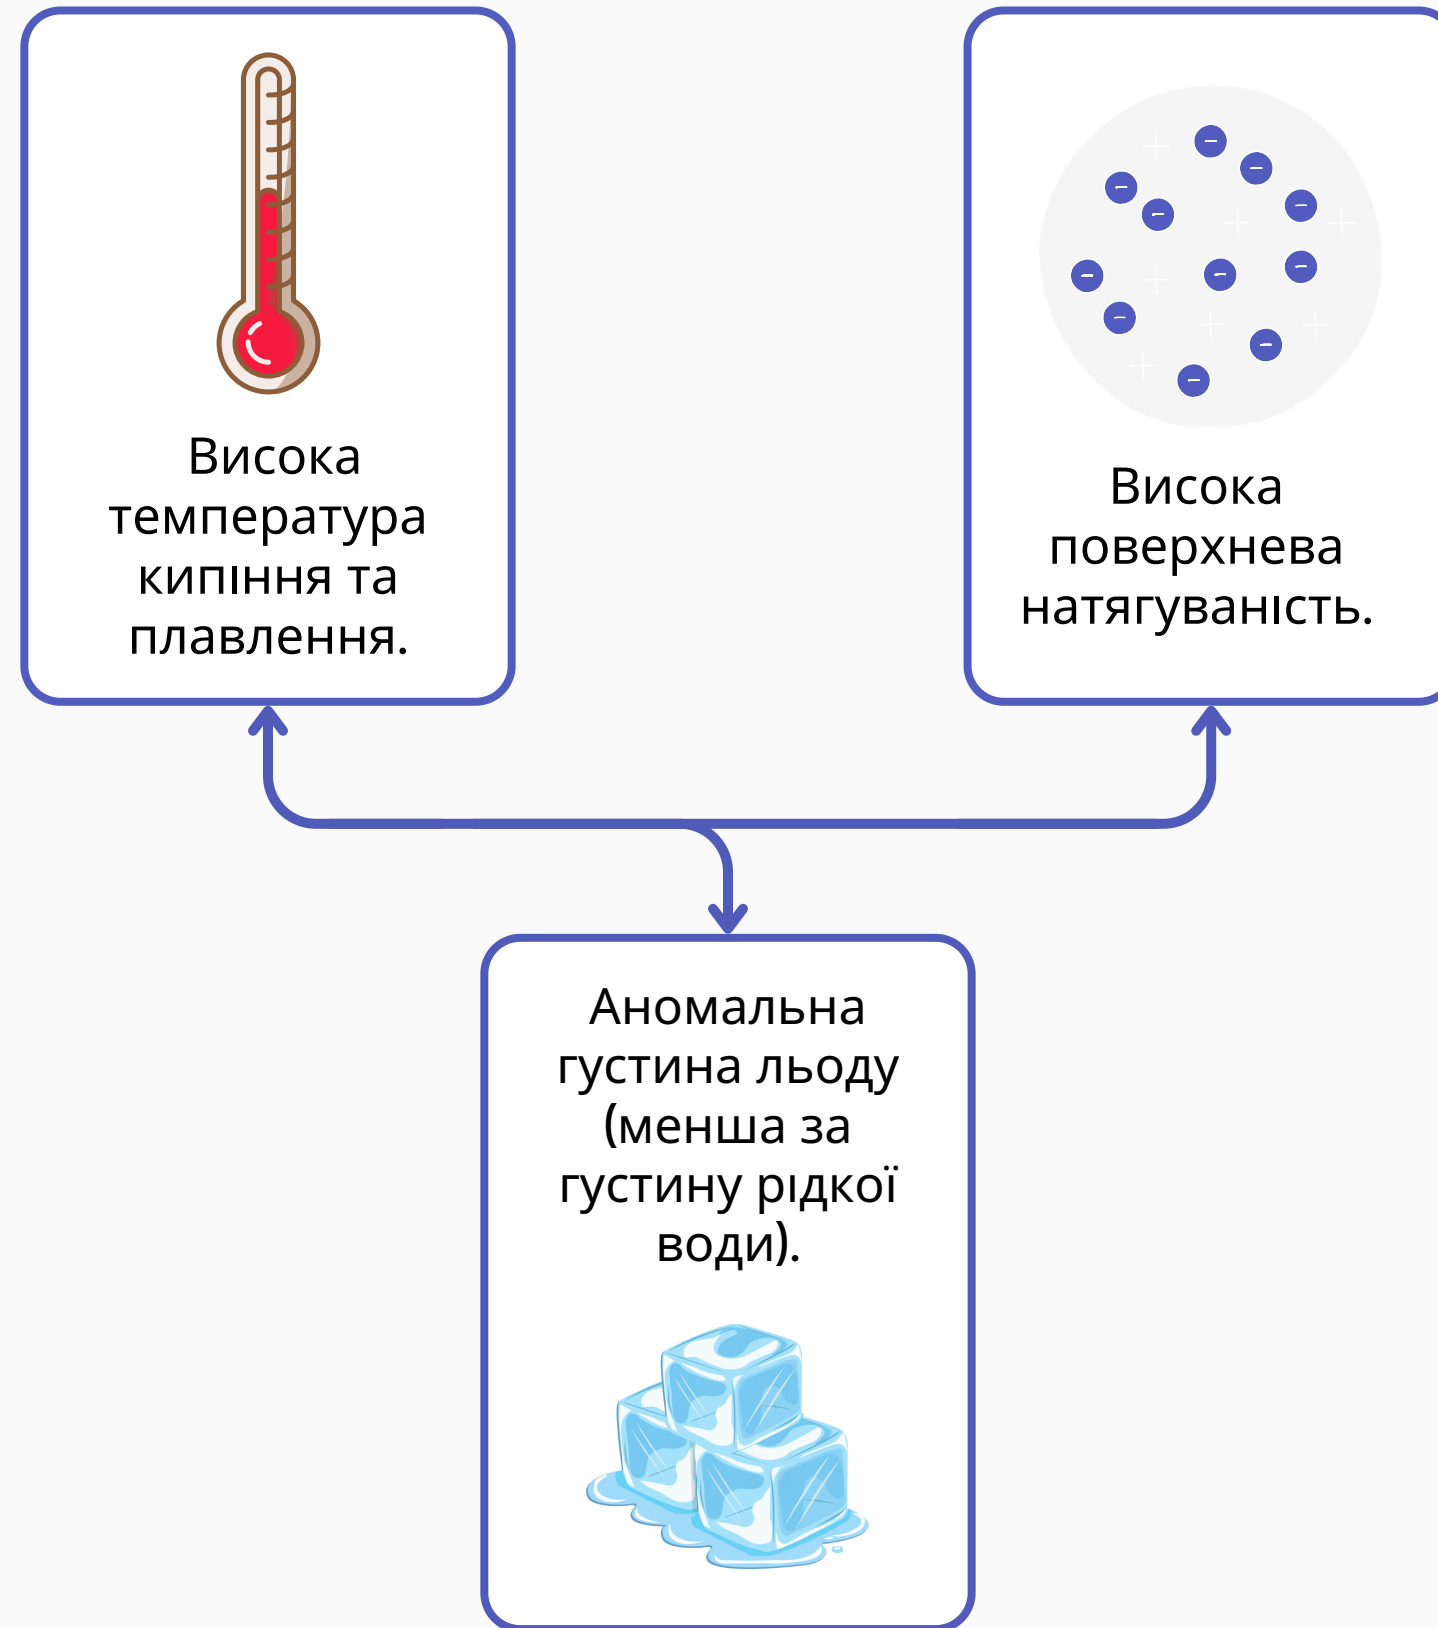 Висока
температура
кипіння та
плавлення.
Висока
поверхнева
натягуваність.
Аномальна
густина льоду
(менша за
густину рідкої
води).